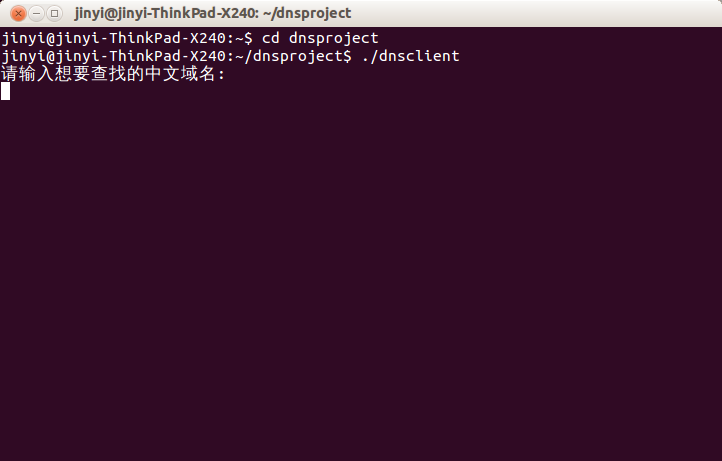 jinyi@jinyi-ThinkPad-X240: ~/dnsproject
jinyi@jinyi-ThinkPad-X240:~$ cd dnsproject
jinyi@jinyi-ThinkPad-X240:~/dnsproject$ ./dnsclient
请输入想要查找的中文域名: